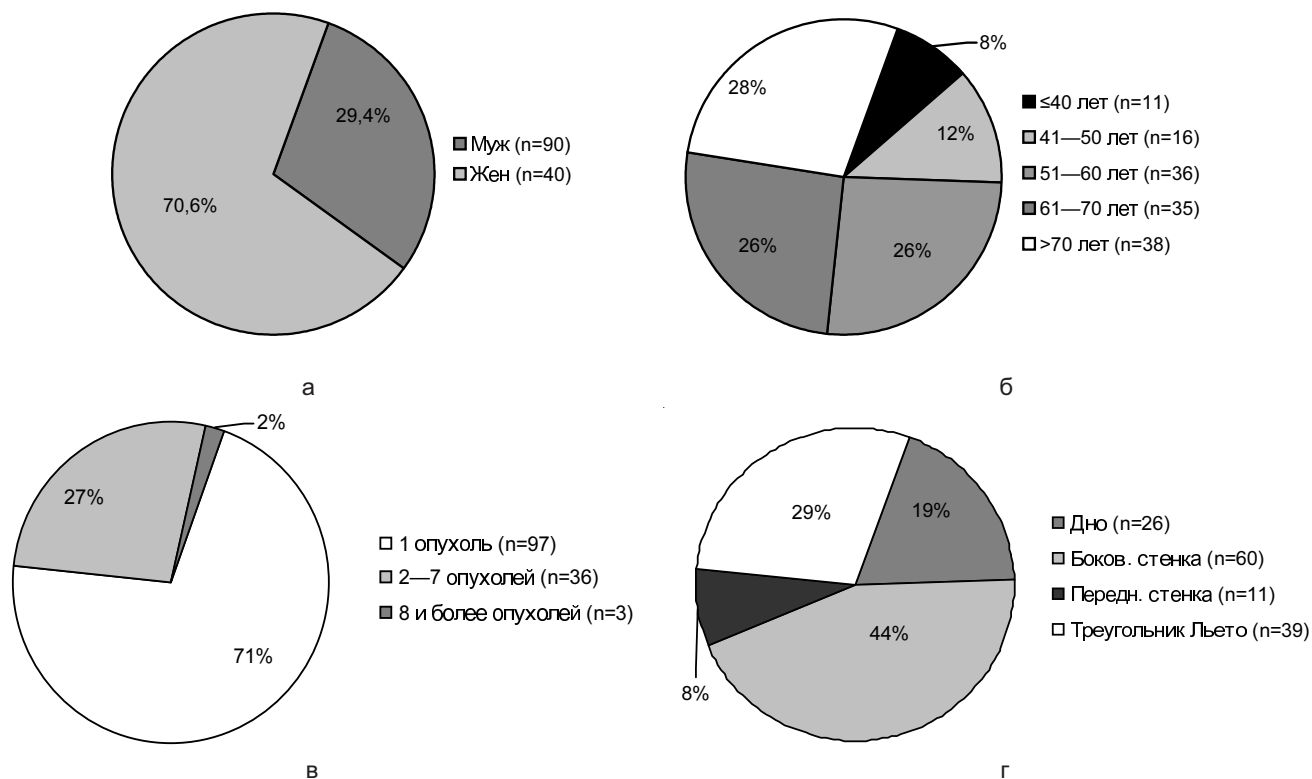 29,4%
70,6%
Муж (n=90)
Жен (n=40)
а
8%
28%
12%
26%
26%
≤40 лет (n=11)
41—50 лет (n=16)
51—60 лет (n=36)
61—70 лет (n=35)
>70 лет (n=38)
б
2%
27%
71%
1 опухоль (n=97)
2—7 опухолей (n=36)
8 и более опухолей (n=3)
в
29%
19%
44%
8%
Дно (n=26)
Боков. стенка (n=60)
Передн. стенка (n=11)
Треугольник Льето (n=39)
г